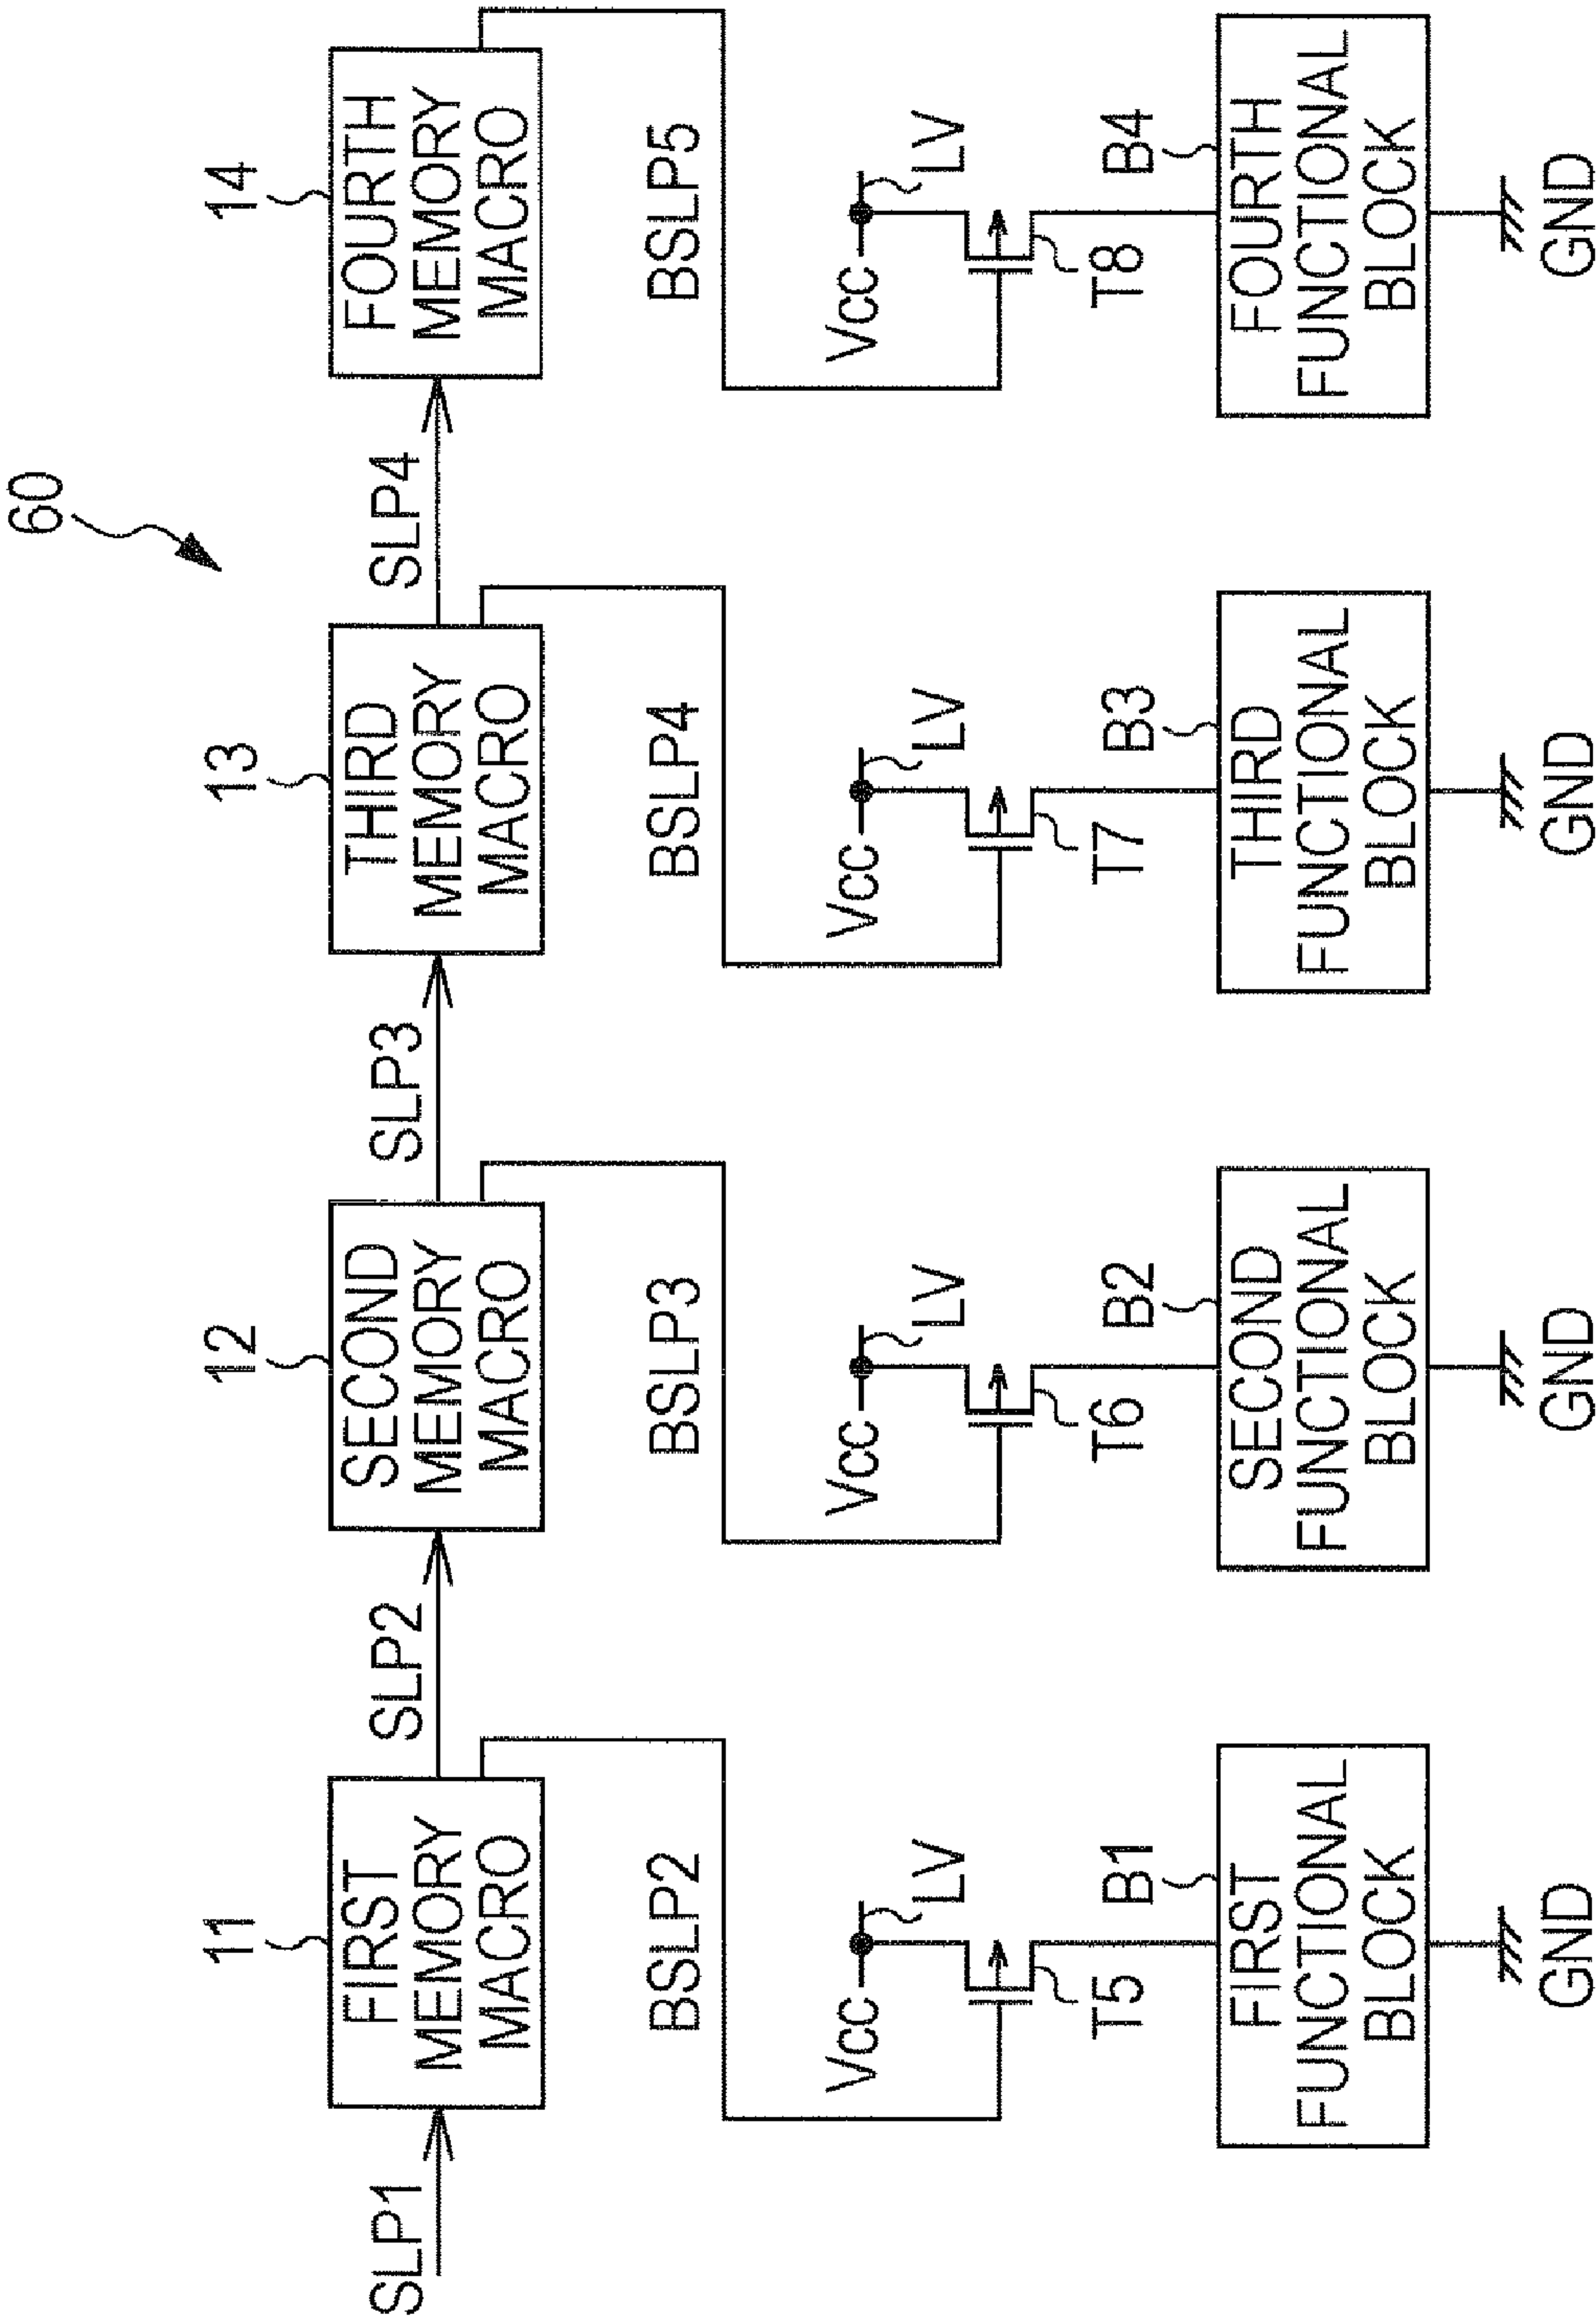 60
11
12
13
14
SLP1
FIRST
MEMORY
MACRO
SLP2
SECOND
MEMORY
MACRO
SLP3
THIRD
MEMORY
MACRO
SLP4
FOURTH
MEMORY
MACRO
BSLP2
BSLP3
BSLP4
BSLP5
Vcc
LV
Vcc
LV
Vcc
LV
Vcc
LV
T5
B1
T6
B2
T7
B3
T8
B4
FIRST
FUNCTIONAL
BLOCK
SECOND
FUNCTIONAL
BLOCK
THIRD
FUNCTIONAL
BLOCK
FOURTH
FUNCTIONAL
BLOCK
GND
GND
GND
GND